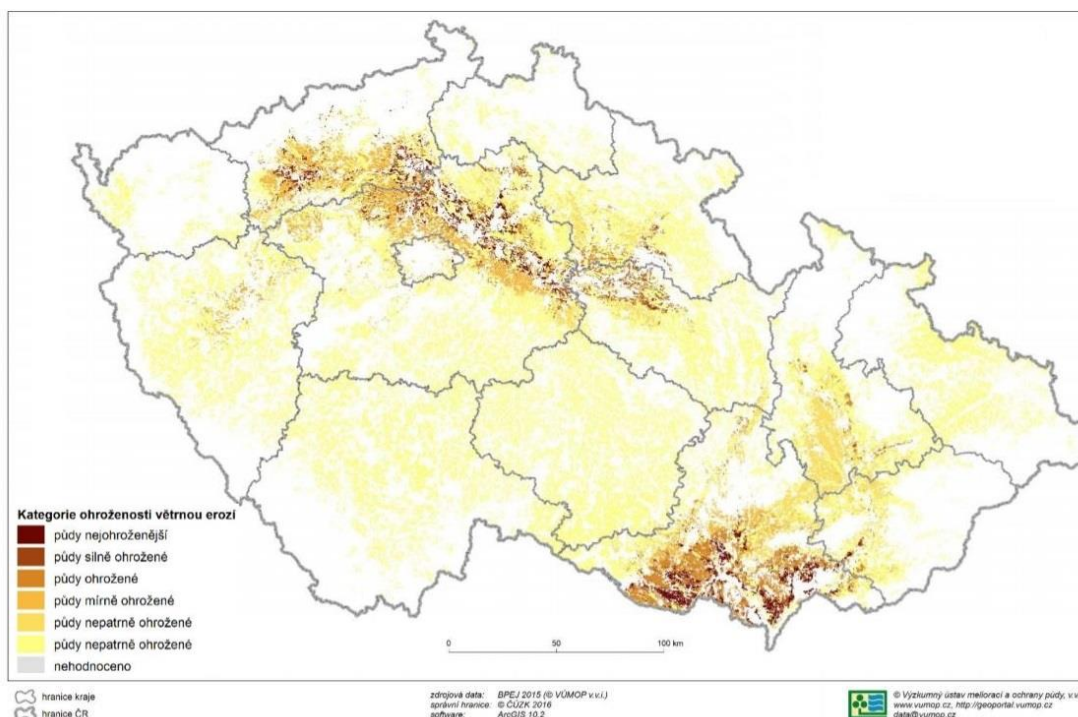 Kategorie ohroženosti větrnou erozí
půdy nejohroženější
půdy silně ohrožené
půdy ohrožené
půdy mírně ohrožené
půdy nepatrně ohrožené
půdy nepatrně ohrožené
nehodnoceno
0 50 100 km
hranice kraje
hranice ČR
zdrojová data: BPEJ 2015 (© VÚMOP v.v.i.)
správní hranice: © ČÚZK 2016
software: ArcGIS 10.2
© Výzkumný ústav meliorací a ochrany půdy, v.v
www.vumop.cz, http://geoportal.vumop.cz
data@vumop.cz